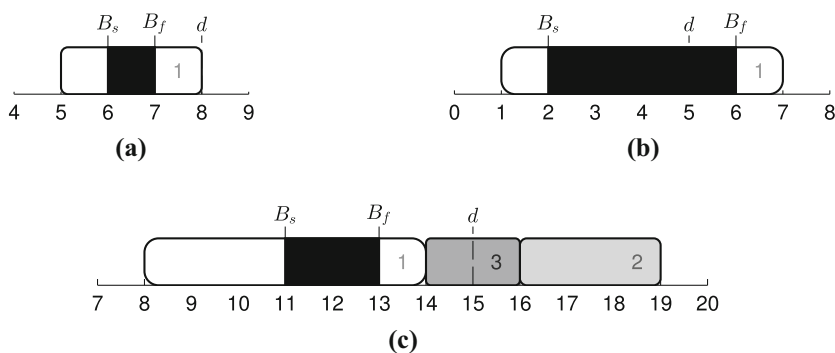 B_s B_f d
1
4 5 6 7 8 9
(a)
B_s d B_f
1
0 1 2 3 4 5 6 7 8
(b)
B_s B_f d
1 3 2
7 8 9 10 11 12 13 14 15 16 17 18 19 20
(c)